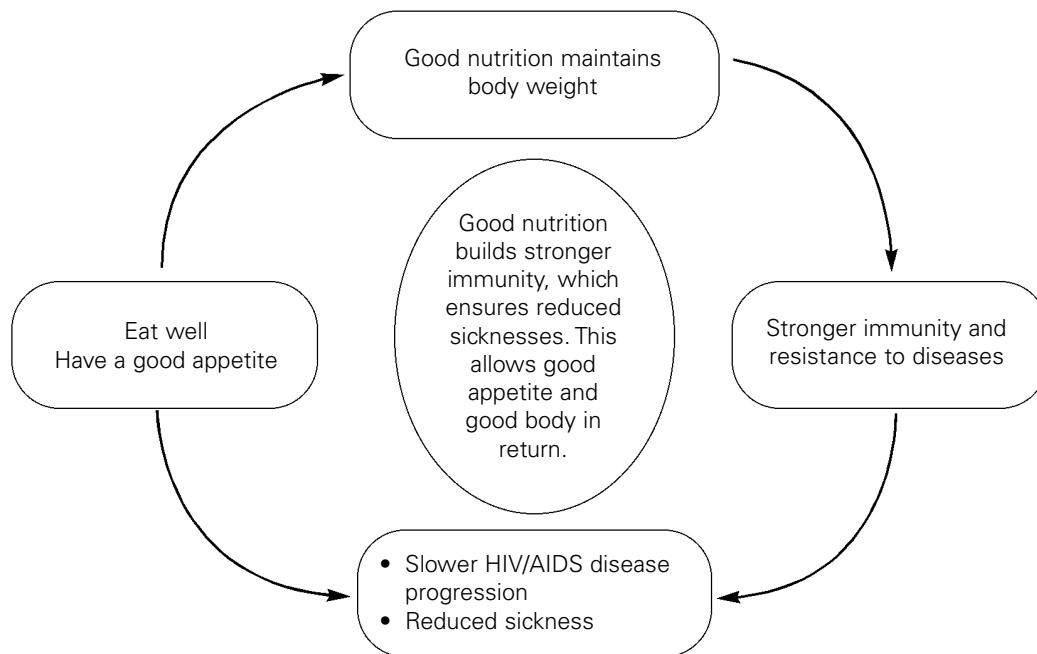 Good nutrition maintains
body weight
Good nutrition
builds stronger
immunity, which
ensures reduced
sicknesses. This
allows good
appetite and
good body in
return.
Eat well
Have a good appetite
Stronger immunity and
resistance to diseases
• Slower HIV/AIDS disease
progression
• Reduced sickness